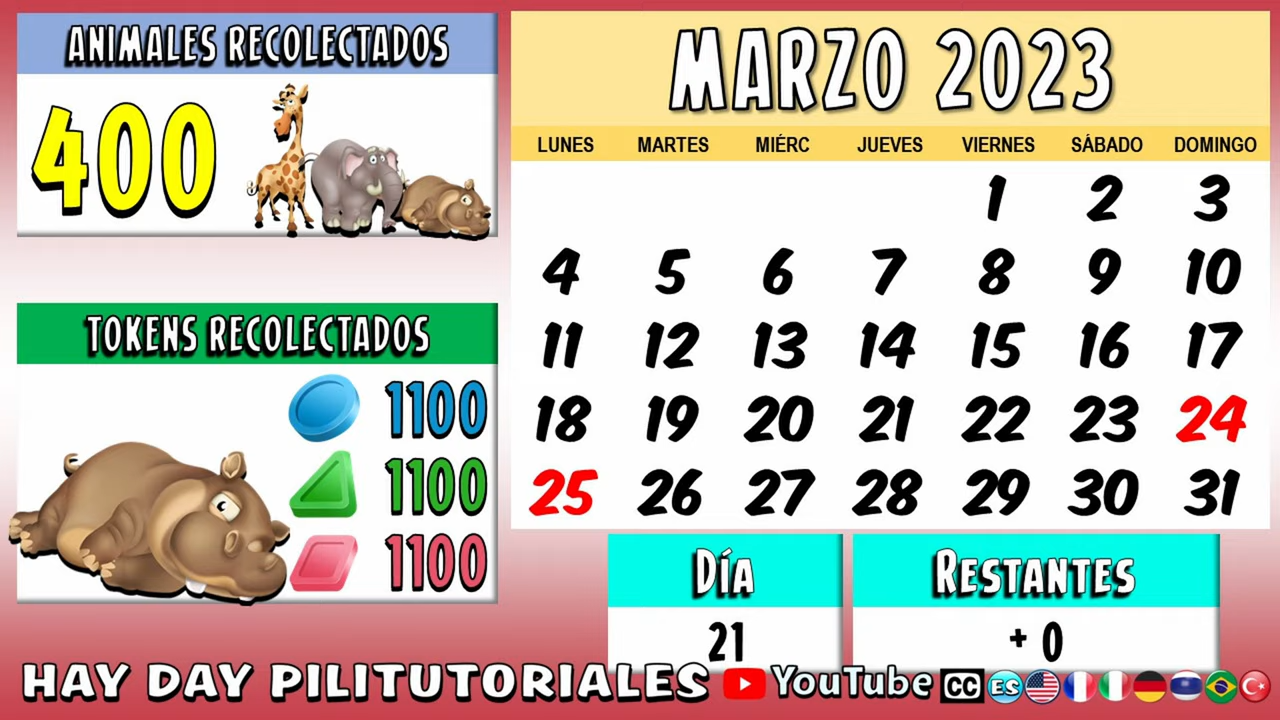 ANIMALES RECOLECTADOS
400
TOKENS RECOLECTADOS
1100
1100
1100
MARZO 2023
LUNES MARTES MIÉRC JUEVES VIERNES SÁBADO DOMINGO
1 2 3
4 5 6 7 8 9 10
11 12 13 14 15 16 17
18 19 20 21 22 23 24
25 26 27 28 29 30 31
DÍA RESTANTES
21 + 0
HAY DAY PILITUTORIALES YouTube CC ES